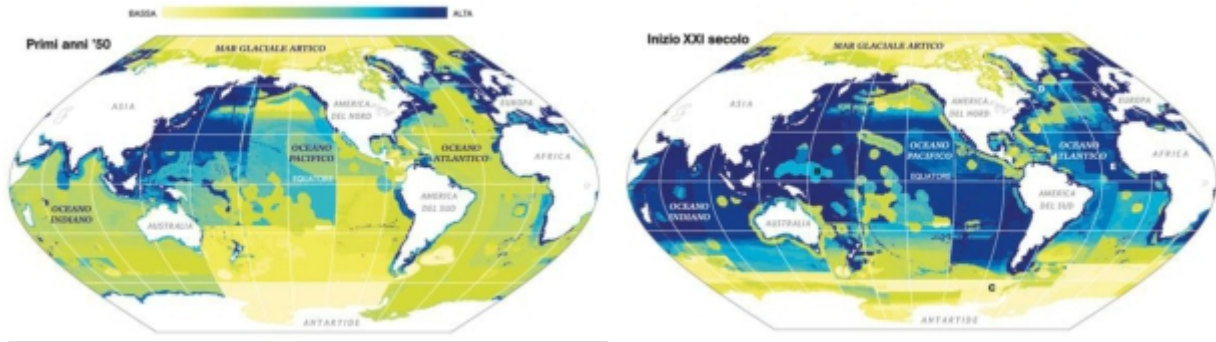 BASSA
ALTA
Primi anni '50
MAR GLACIALE ARTICO
ASIA
AMERICA
DEL NORD
EUROPA
OCEANO
PACIFICO
OCEANO
ATLANTICO
AFRICA
EQUATORE
OCEANO
INDIANO
AMERICA
DEL SUD
AUSTRALIA
ANTARTIDE
Inizio XXI secolo
MAR GLACIALE ARTICO
D
ASIA
AMERICA
DEL NORD
EUROPA
OCEANO
PACIFICO
OCEANO
ATLANTICO
AFRICA
E
EQUATORE
OCEANO
INDIANO
AMERICA
DEL SUD
AUSTRALIA
ANTARTIDE